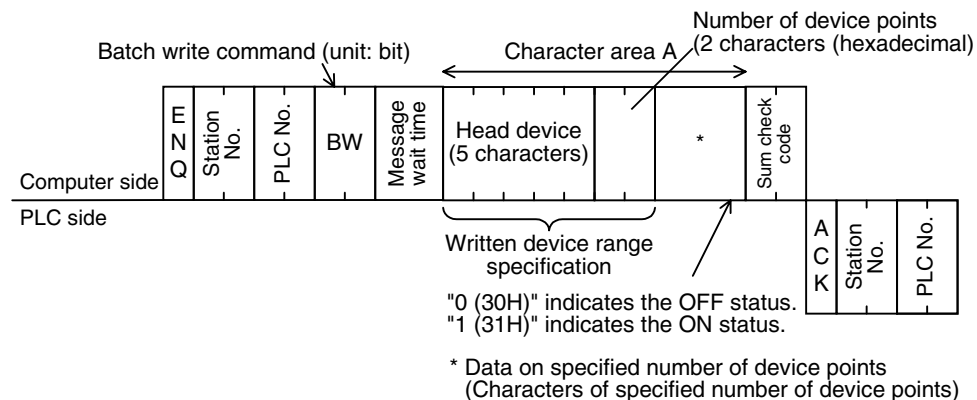 Number of device points
(2 characters (hexadecimal)
Batch write command (unit: bit)
Character area A
E
N
Q
Station
No.
PLC No.
BW
Message
wait time
Head device
(5 characters)
*
Sum check
code
Computer side
PLC side
Written device range
specification
A
C
K
Station
No.
PLC No.
"0 (30H)" indicates the OFF status.
"1 (31H)" indicates the ON status.
* Data on specified number of device points
(Characters of specified number of device points)